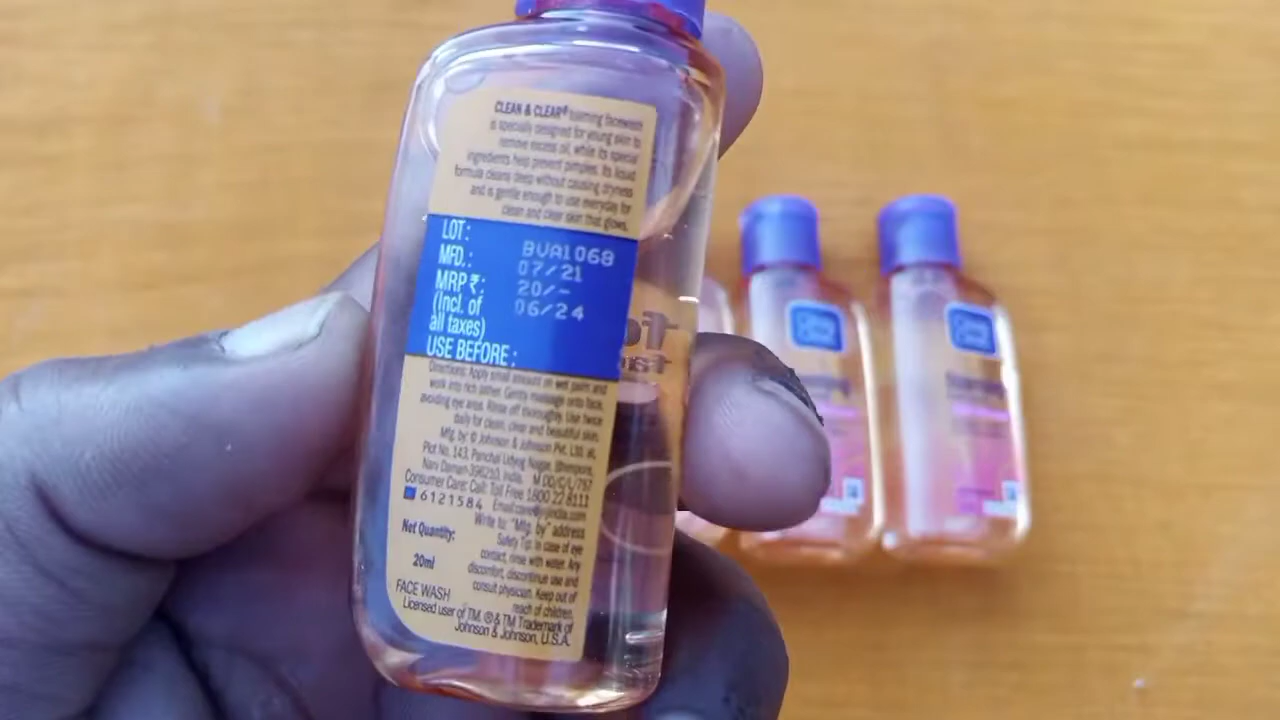 CLEAN & CLEAR® foaming facewash
is specially designed for young skin to
remove excess oil, while its special
ingredients help prevent pimples. Its liquid
formula cleans deep without causing dryness
and is gentle enough to use everyday for
clean and clear skin that glows.
LOT: BVA1068
MFD.: 07/21
MRP ₹: 20/-
(Incl. of 06/24
all taxes)
USE BEFORE:
Directions: Apply small amount on wet palm and
work into rich lather. Gently massage onto face,
avoiding eye area. Rinse off thoroughly. Use twice
daily for clean, clear and beautiful skin.
Mfg. by: © Johnson & Johnson Pvt. Ltd. at,
Plot No. 143, Panchal Udyog Nagar, Bhimpore,
Nani Daman-396210, India. M DD/C/L/797
Consumer Care: Call: Toll Free 1800 22 8111
6121584
Write to: "Mfg. by" address
Safety Tip: In case of eye
contact, rinse with water. Any
discomfort, discontinue use and
consult physician. Keep out of
reach of children.
Net Quantity:
20ml
FACE WASH
Licensed user of TM. ® & TM Trademark of
Johnson & Johnson, U.S.A.